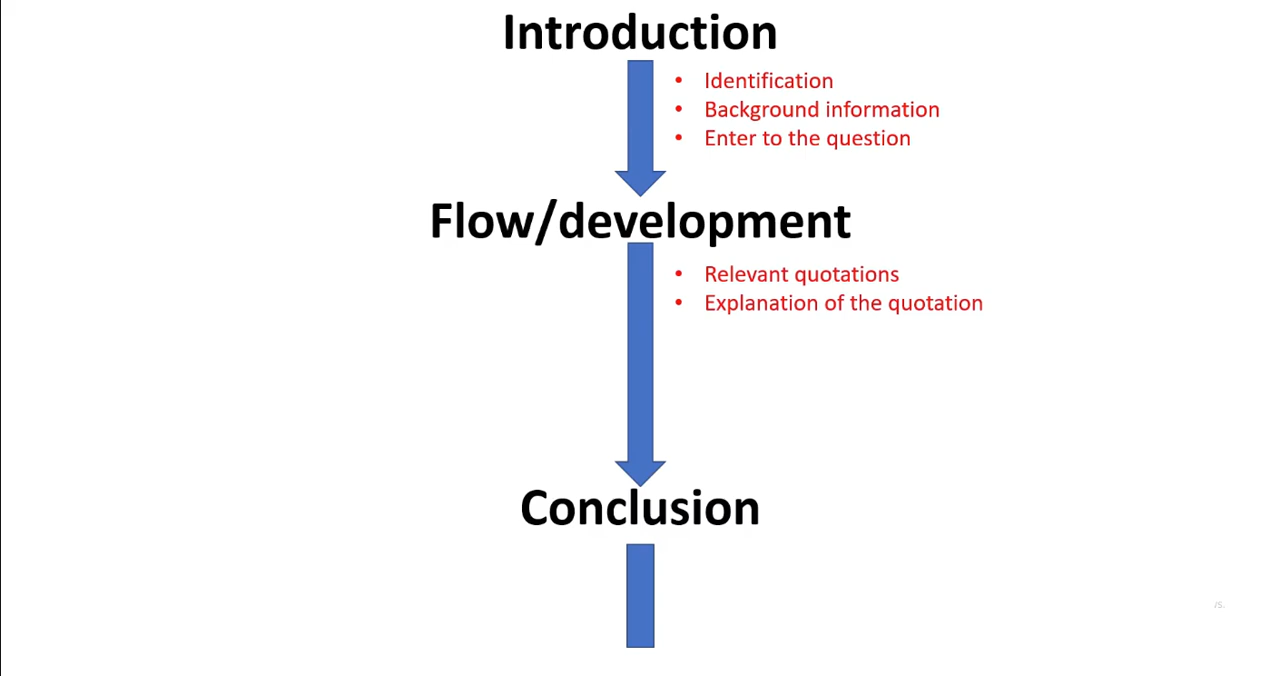 Introduction
• Identification
• Background information
• Enter to the question
Flow/development
• Relevant quotations
• Explanation of the quotation
Conclusion